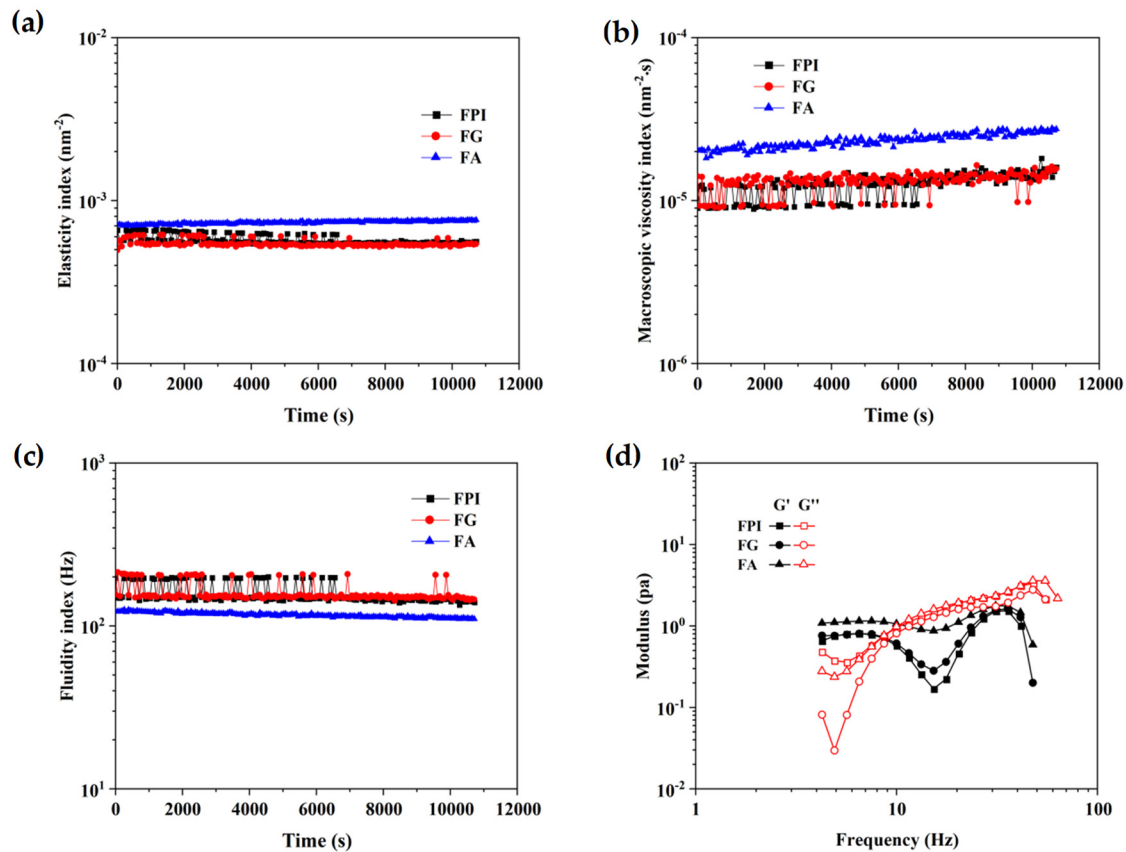 (a)
10⁻²
10⁻³
10⁻⁴
Elasticity index (nm⁻²)
FPI
FG
FA
0 2000 4000 6000 8000 10000 12000
Time (s)
(b)
10⁻⁴
10⁻⁵
10⁻⁶
Macroscopic viscosity index (nm⁻²·s)
FPI
FG
FA
0 2000 4000 6000 8000 10000 12000
Time (s)
(c)
10³
10²
10¹
Fluidity index (Hz)
FPI
FG
FA
0 2000 4000 6000 8000 10000 12000
Time (s)
(d)
10²
10¹
10⁰
10⁻¹
10⁻²
Modulus (pa)
G' G''
FPI
FG
FA
1 10 100
Frequency (Hz)